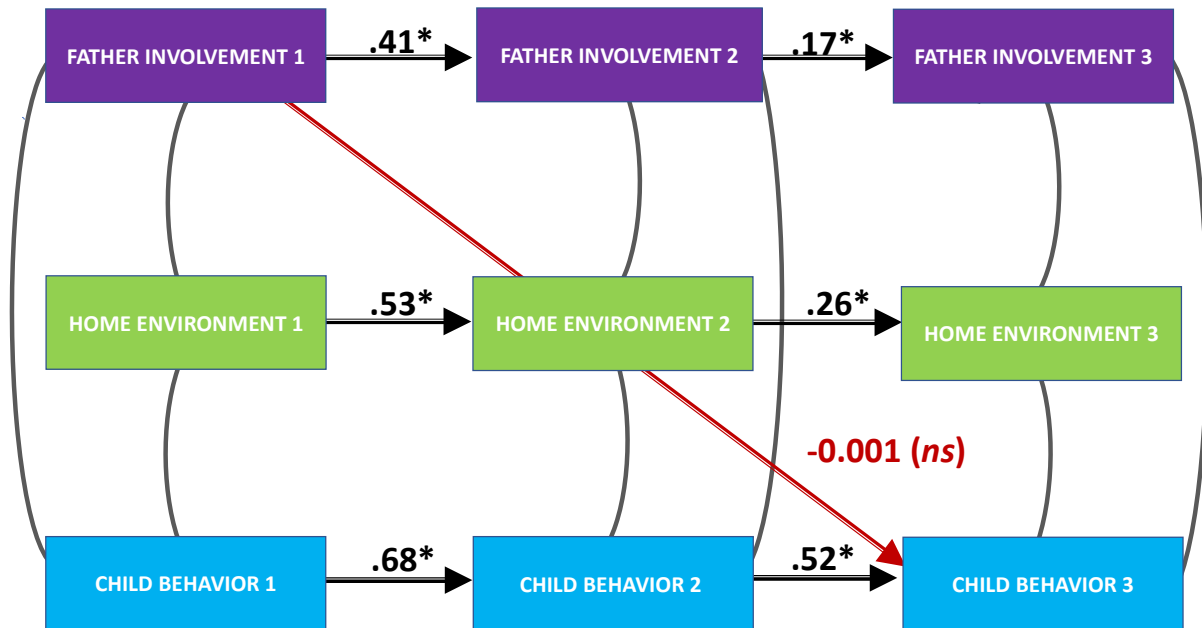 FATHER INVOLVEMENT 1
.41*
FATHER INVOLVEMENT 2
.17*
FATHER INVOLVEMENT 3
HOME ENVIRONMENT 1
.53*
HOME ENVIRONMENT 2
.26*
HOME ENVIRONMENT 3
-0.001 (ns)
CHILD BEHAVIOR 1
.68*
CHILD BEHAVIOR 2
.52*
CHILD BEHAVIOR 3